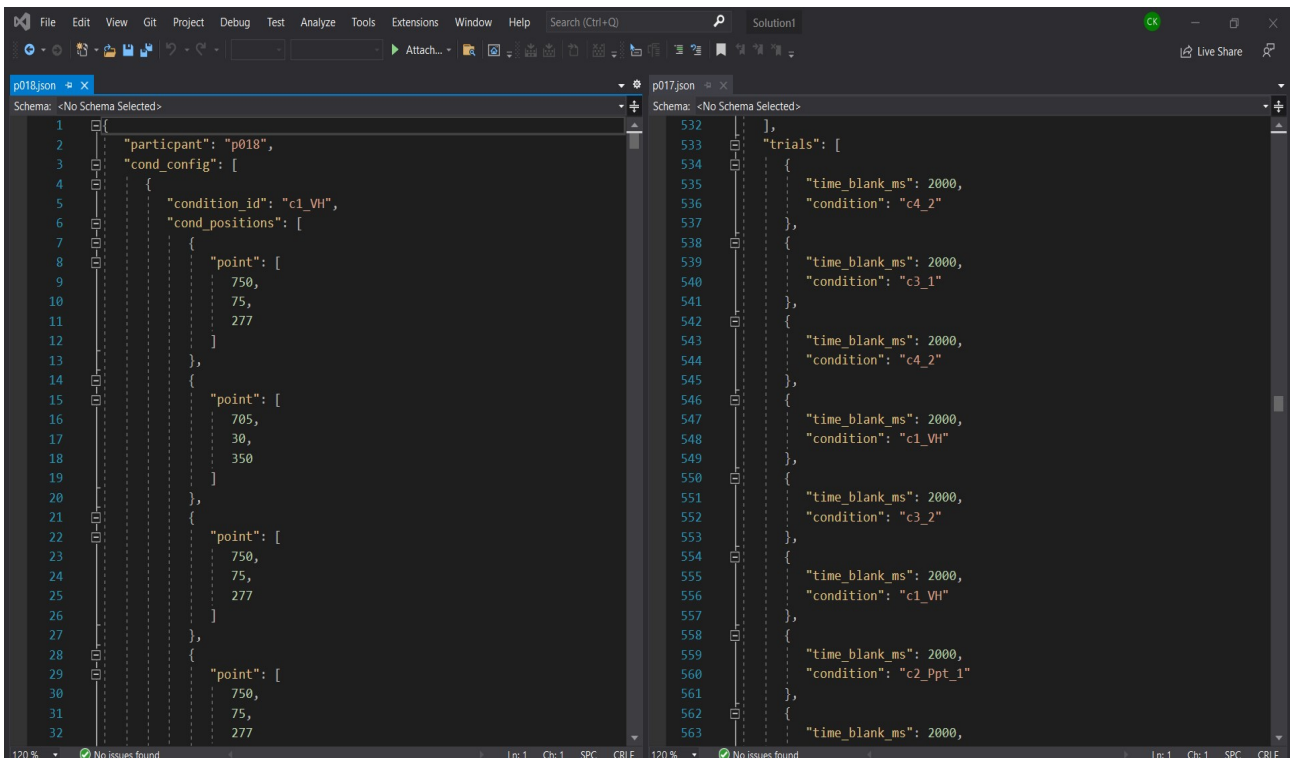 File Edit View Git Project Debug Test Analyze Tools Extensions Window Help Search (Ctrl+Q) Solution1 CK
Attach... Live Share
p018.json
Schema: <No Schema Selected>
1 {
2 "particpant": "p018",
3 "cond_config": [
4 {
5 "condition_id": "c1_VH",
6 "cond_positions": [
7 {
8 "point": [
9 750,
10 75,
11 277
12 ]
13 },
14 {
15 "point": [
16 705,
17 30,
18 350
19 ]
20 },
21 {
22 "point": [
23 750,
24 75,
25 277
26 ]
27 },
28 {
29 "point": [
30 750,
31 75,
32 277
120 % No issues found Ln: 1 Ch: 1 SPC CRLF
p017.json
Schema: <No Schema Selected>
532 ],
533 "trials": [
534 {
535 "time_blank_ms": 2000,
536 "condition": "c4_2"
537 },
538 {
539 "time_blank_ms": 2000,
540 "condition": "c3_1"
541 },
542 {
543 "time_blank_ms": 2000,
544 "condition": "c4_2"
545 },
546 {
547 "time_blank_ms": 2000,
548 "condition": "c1_VH"
549 },
550 {
551 "time_blank_ms": 2000,
552 "condition": "c3_2"
553 },
554 {
555 "time_blank_ms": 2000,
556 "condition": "c1_VH"
557 },
558 {
559 "time_blank_ms": 2000,
560 "condition": "c2_Ppt_1"
561 },
562 {
563 "time_blank_ms": 2000,
120 % No issues found Ln: 1 Ch: 1 SPC CRLF